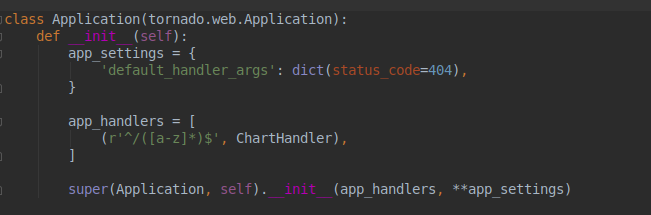 class Application(tornado.web.Application):
    def __init__(self):
        app_settings = {
            'default_handler_args': dict(status_code=404),
        }

        app_handlers = [
            (r'^/([a-z]*)$', ChartHandler),
        ]

        super(Application, self).__init__(app_handlers, **app_settings)